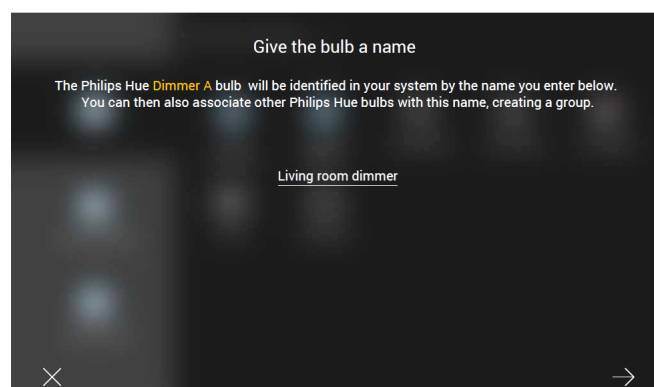 Give the bulb a name
The Philips Hue Dimmer A bulb will be identified in your system by the name you enter below.
You can then also associate other Philips Hue bulbs with this name, creating a group.
Living room dimmer